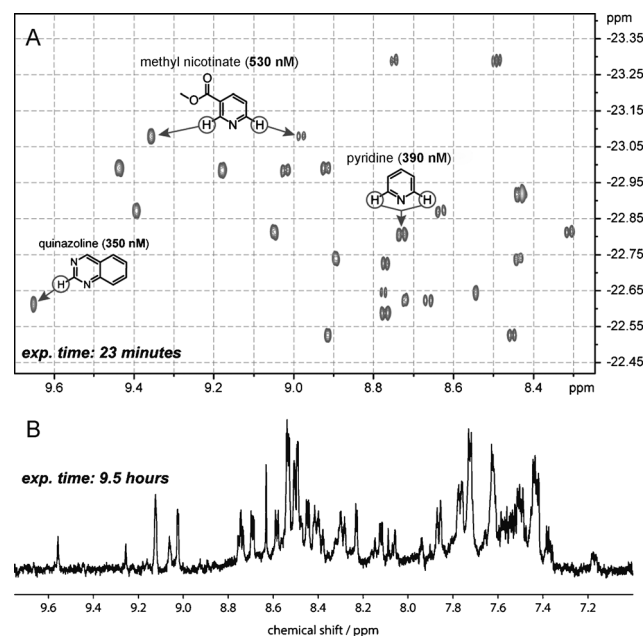 A
ppm
methyl nicotinate (530 nM)
O
O
H
N
H
pyridine (390 nM)
H
N
H
quinazoline (350 nM)
N
H
N
exp. time: 23 minutes
-23.35
-23.25
-23.15
-23.05
-22.95
-22.85
-22.75
-22.65
-22.55
-22.45
9.6 9.4 9.2 9.0 8.8 8.6 8.4 ppm
B
exp. time: 9.5 hours
9.6 9.4 9.2 9.0 8.8 8.6 8.4 8.2 8.0 7.8 7.6 7.4 7.2
chemical shift / ppm